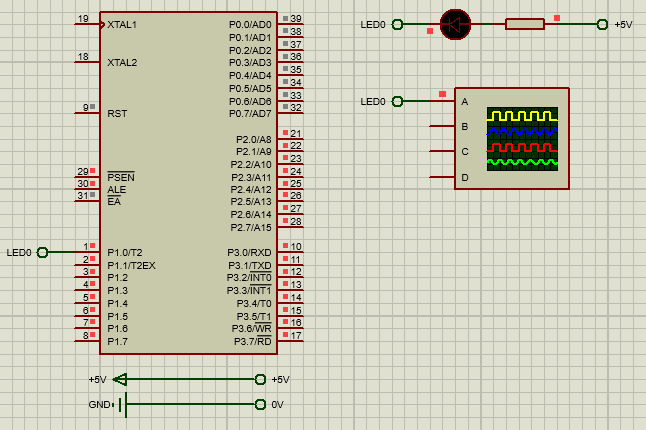 19 XTAL1
18 XTAL2
9 RST
29 PSEN
30 ALE
31 EA
LED0 1 P1.0/T2
2 P1.1/T2EX
3 P1.2
4 P1.3
5 P1.4
6 P1.5
7 P1.6
8 P1.7
P0.0/AD0 39
P0.1/AD1 38
P0.2/AD2 37
P0.3/AD3 36
P0.4/AD4 35
P0.5/AD5 34
P0.6/AD6 33
P0.7/AD7 32
P2.0/A8 21
P2.1/A9 22
P2.2/A10 23
P2.3/A11 24
P2.4/A12 25
P2.5/A13 26
P2.6/A14 27
P2.7/A15 28
P3.0/RXD 10
P3.1/TXD 11
P3.2/INT0 12
P3.3/INT1 13
P3.4/T0 14
P3.5/T1 15
P3.6/WR 16
P3.7/RD 17
LED0 +5V
LED0 A
B
C
D
+5V +5V
GND 0V